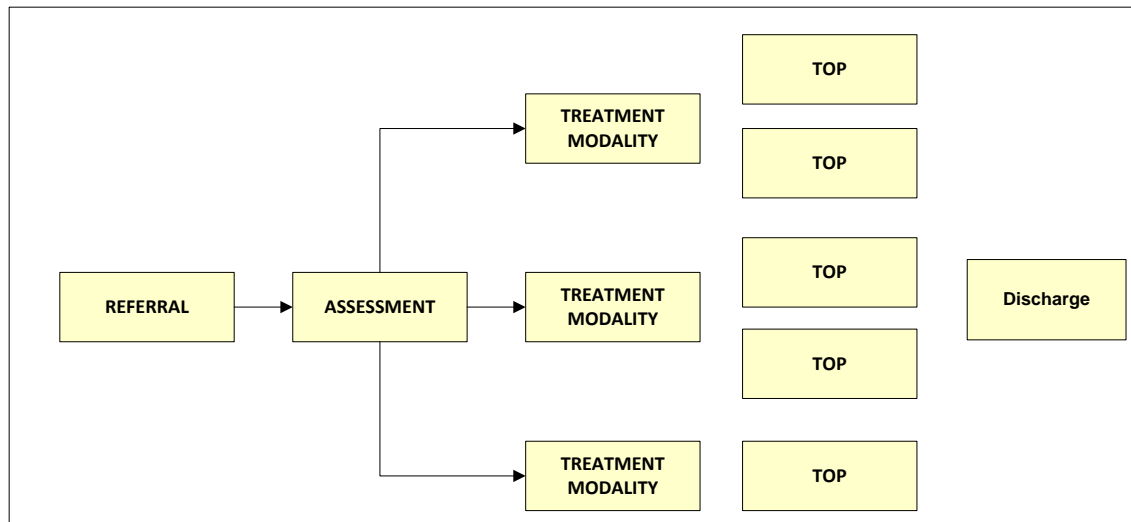 TOP
TREATMENT
MODALITY
TOP
REFERRAL
ASSESSMENT
TREATMENT
MODALITY
TOP
Discharge
TOP
TREATMENT
MODALITY
TOP